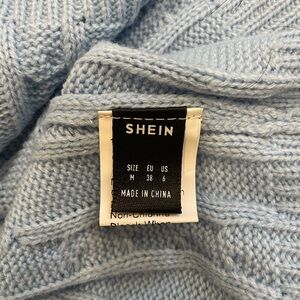 SHEIN
SIZE EU US
M 38 6
MADE IN CHINA